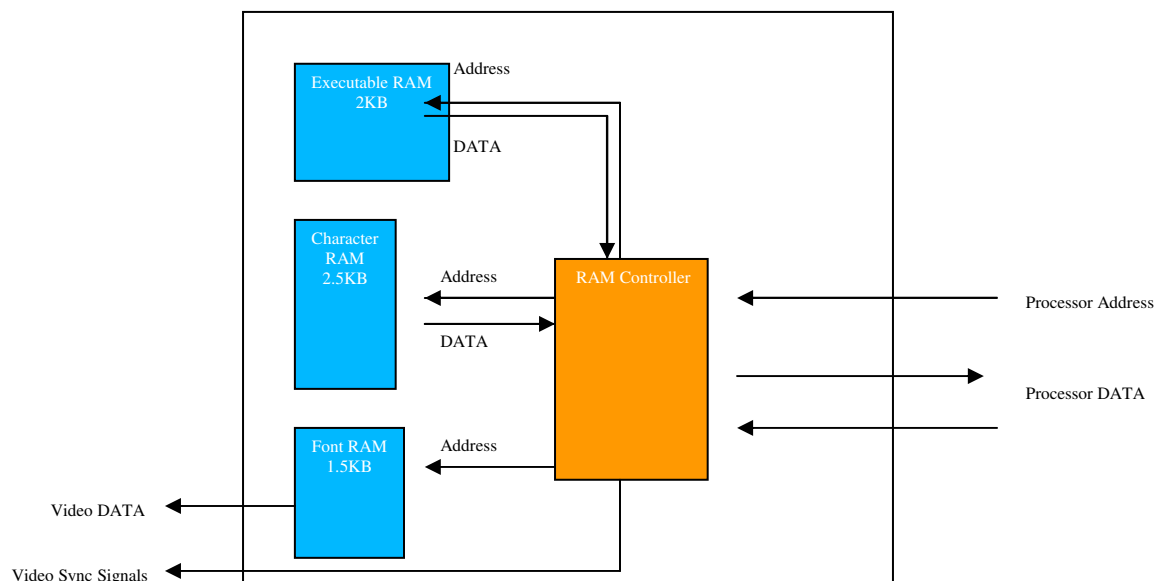 Executable RAM
2KB
Address
DATA
Character
RAM
2.5KB
Address
DATA
RAM Controller
Processor Address
Processor DATA
Font RAM
1.5KB
Address
Video DATA
Video Sync Signals